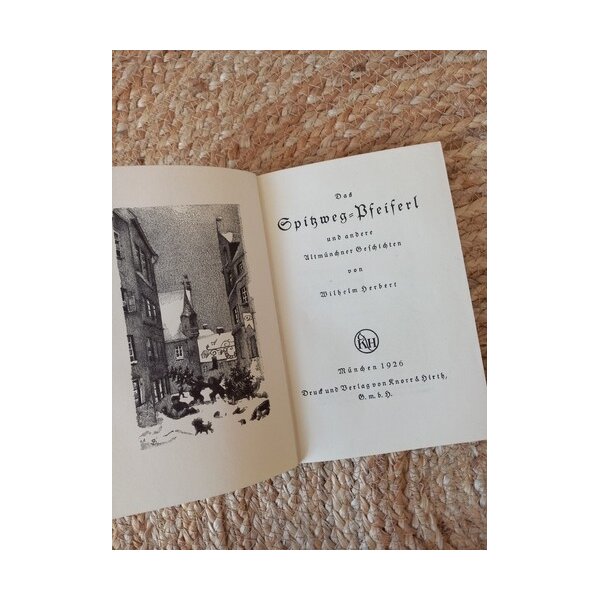 Das
Spitzweg=Pfeiferl
und andere
Altmünchner Geschichten
von
Wilhelm Herbert
KH
München 1926
Druck und Verlag von Knorr & Hirth,
G. m. b. H.